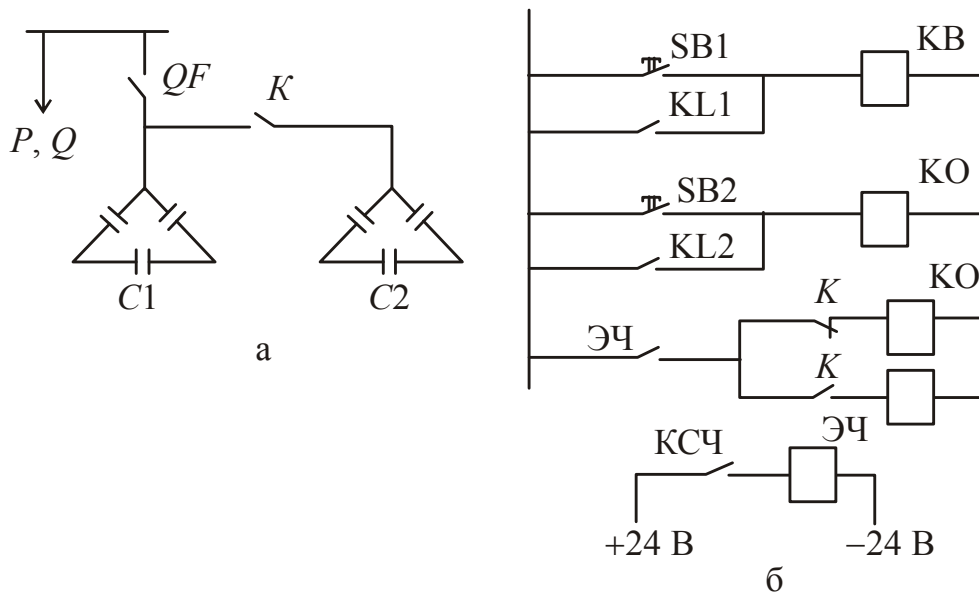 QF
K
P, Q
C1
C2
а
SB1
KB
KL1
SB2
KO
KL2
KO
K
ЭЧ
K
КСЧ
ЭЧ
+24 В
−24 В
б